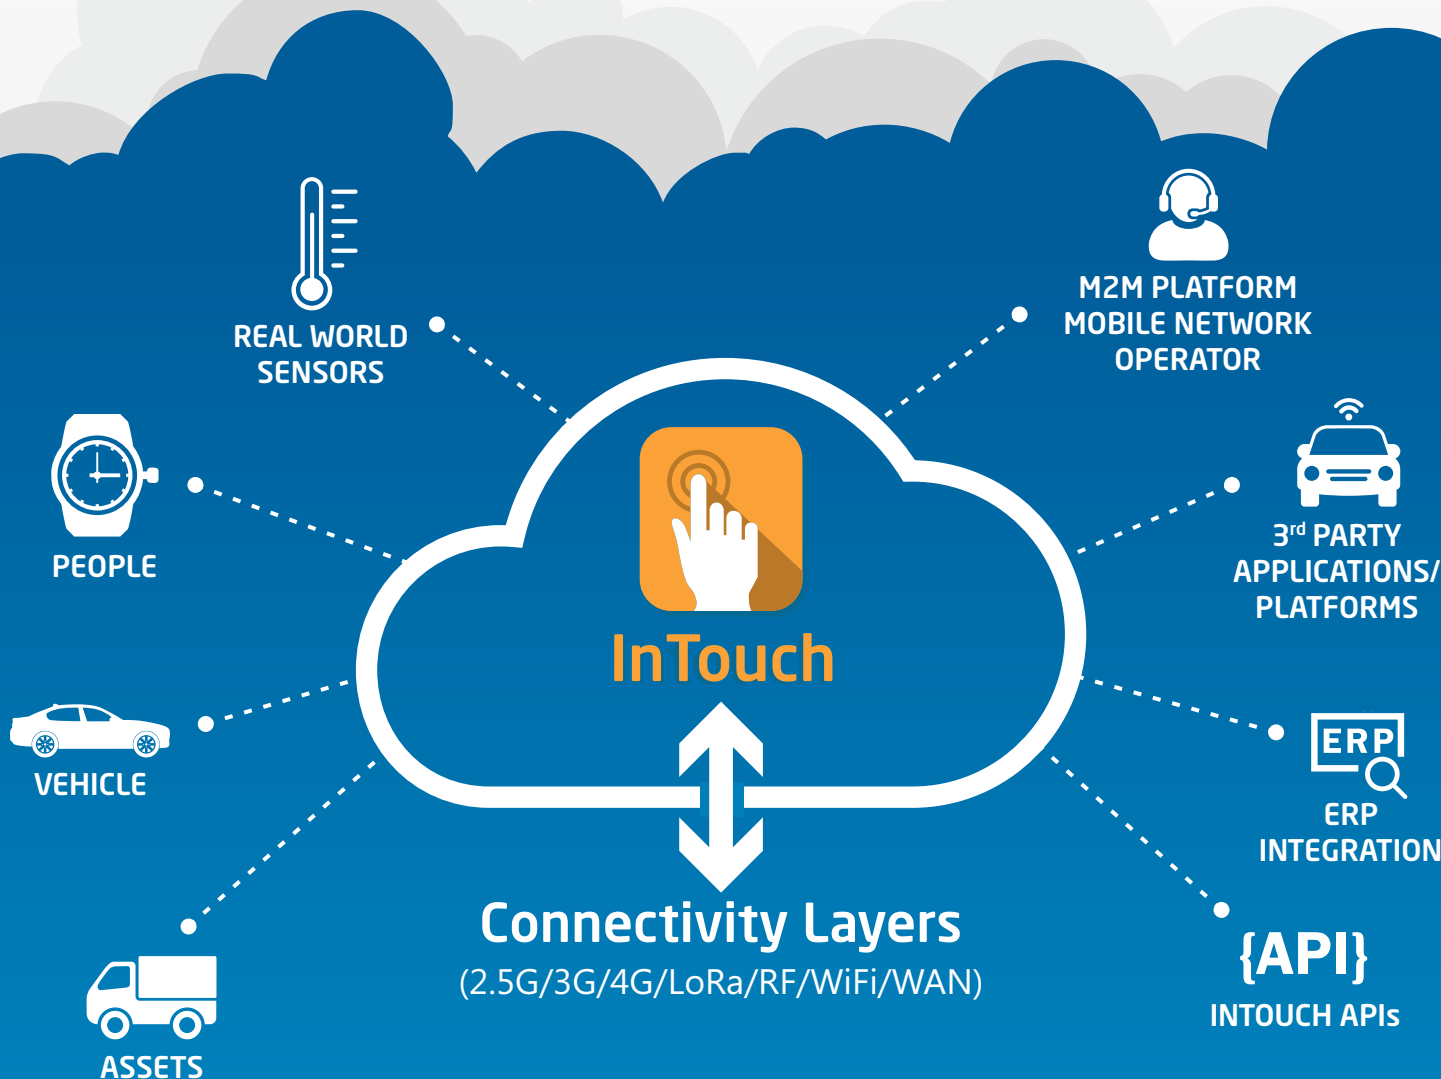 REAL WORLD
SENSORS
M2M PLATFORM
MOBILE NETWORK
OPERATOR
PEOPLE
3rd PARTY
APPLICATIONS/
PLATFORMS
InTouch
VEHICLE
ERP
ERP
INTEGRATION
Connectivity Layers
(2.5G/3G/4G/LoRa/RF/WiFi/WAN)
{API}
INTOUCH APIs
ASSETS